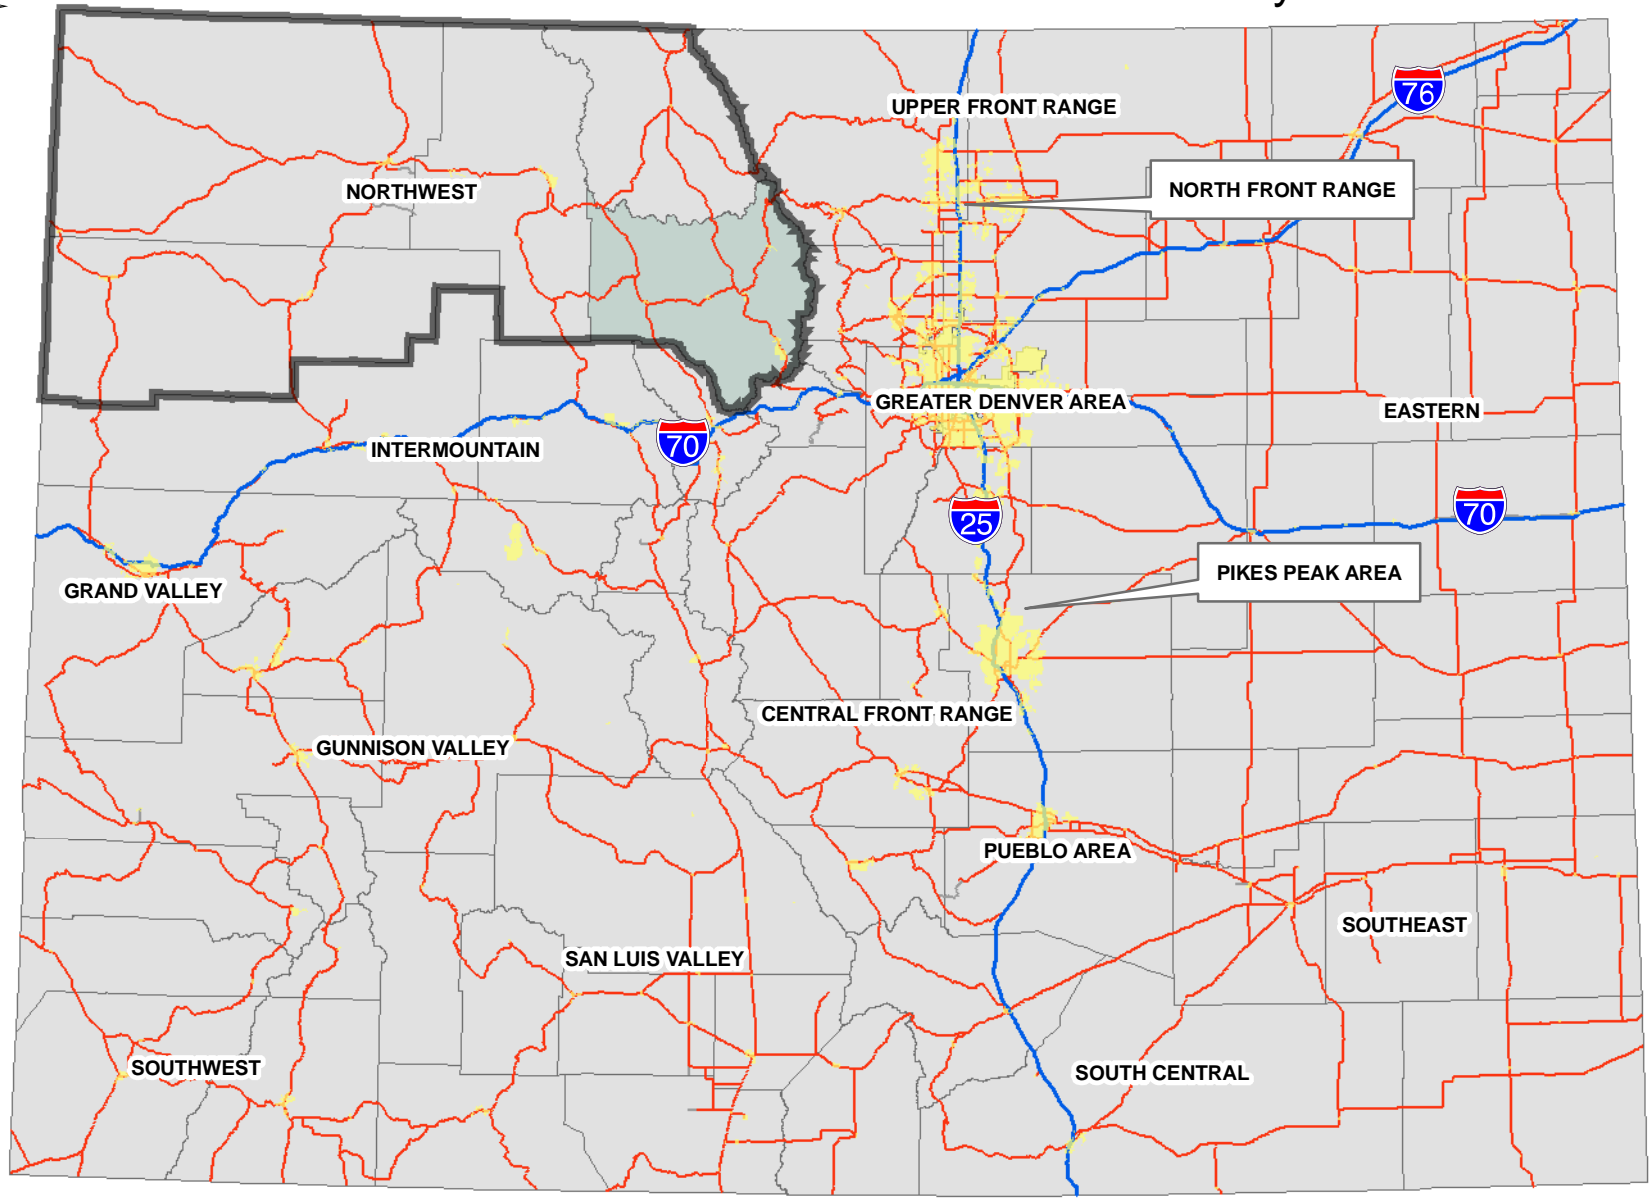 76
UPPER FRONT RANGE
NORTH FRONT RANGE
NORTHWEST
GREATER DENVER AREA
EASTERN
INTERMOUNTAIN
70
25
70
PIKES PEAK AREA
GRAND VALLEY
CENTRAL FRONT RANGE
GUNNISON VALLEY
PUEBLO AREA
SOUTHEAST
SAN LUIS VALLEY
SOUTHWEST
SOUTH CENTRAL